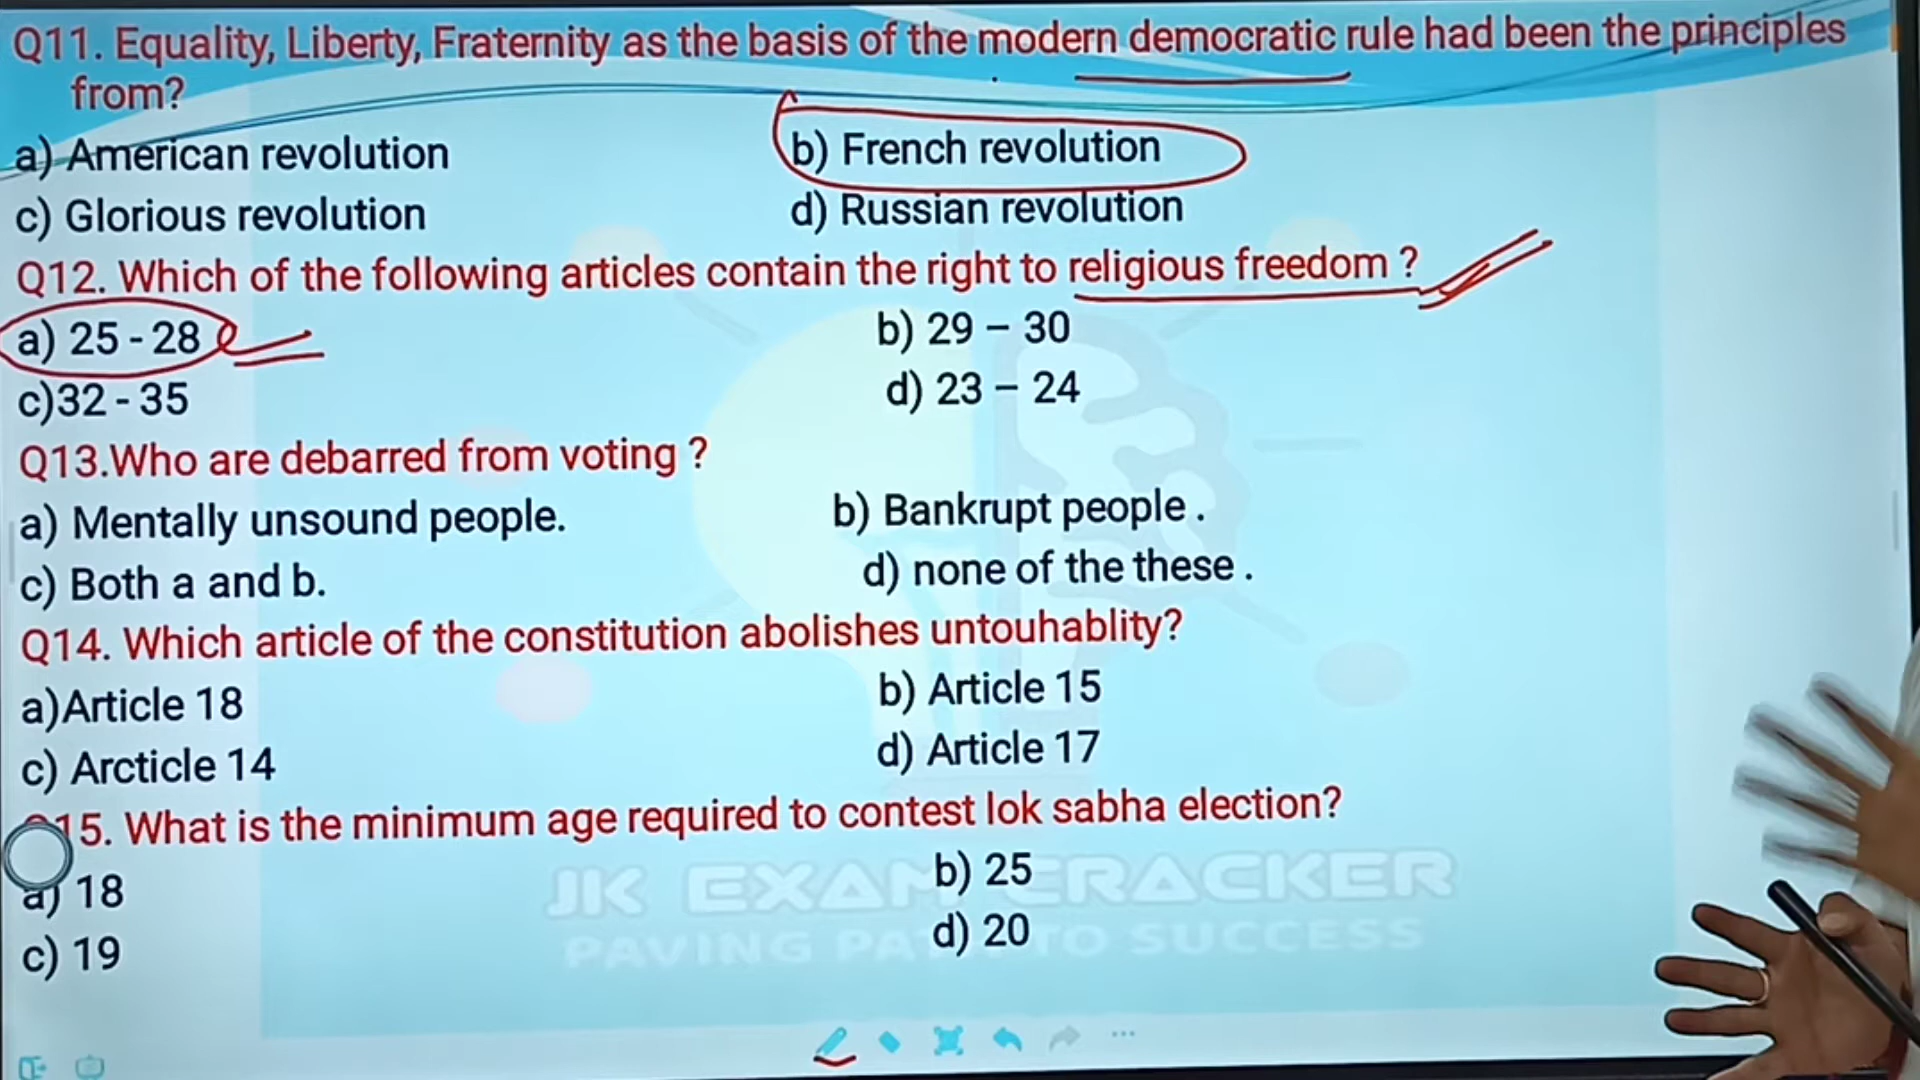 Q11. Equality, Liberty, Fraternity as the basis of the modern democratic rule had been the principles
from?
a) American revolution b) French revolution
c) Glorious revolution d) Russian revolution
Q12. Which of the following articles contain the right to religious freedom ?
a) 25 - 28 b) 29 – 30
c)32 - 35 d) 23 – 24
Q13.Who are debarred from voting ?
a) Mentally unsound people. b) Bankrupt people .
c) Both a and b. d) none of the these .
Q14. Which article of the constitution abolishes untouhablity?
a)Article 18 b) Article 15
c) Arcticle 14 d) Article 17
15. What is the minimum age required to contest lok sabha election?
a) 18 b) 25
c) 19 d) 20
JK EXAM CRACKER
PAVING PATH TO SUCCESS